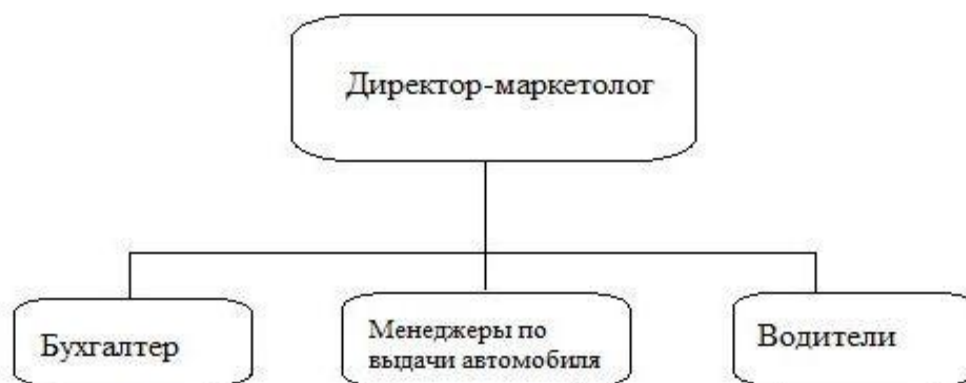 Директор-маркетолог
Бухгалтер
Менеджеры по
выдачи автомобиля
Водители